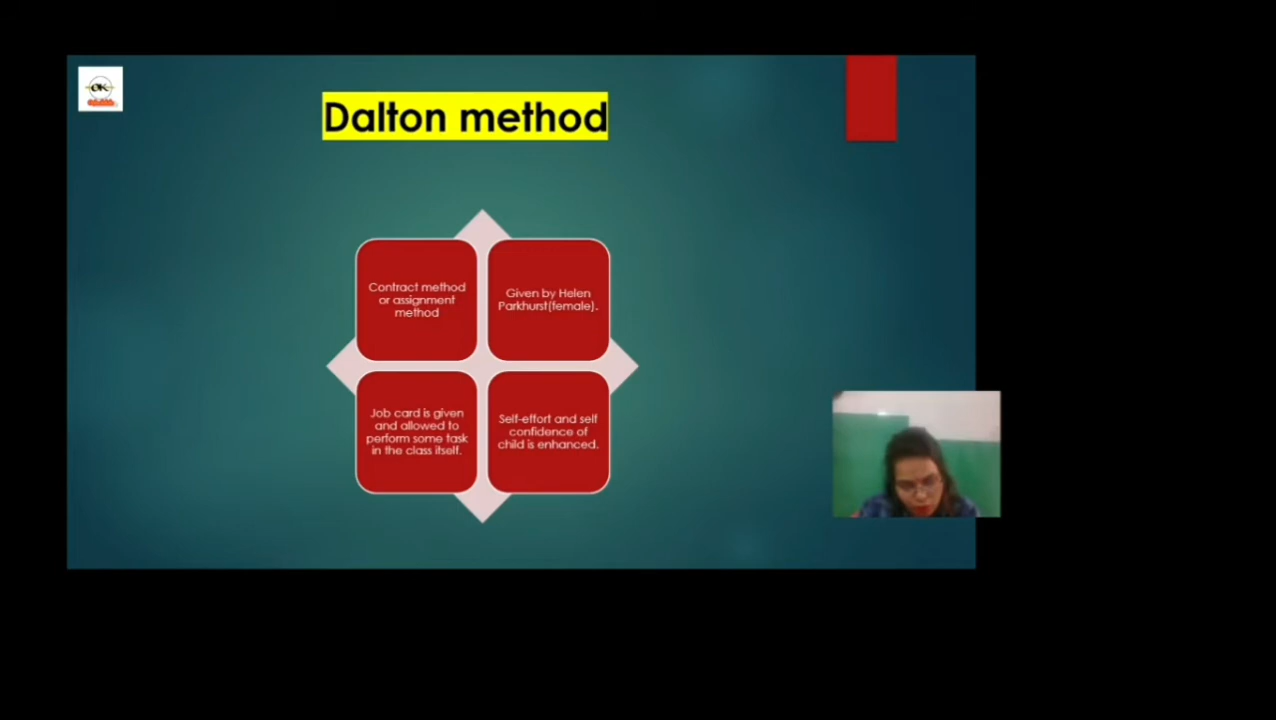 OK
Dalton method
Contract method
or assignment
method
Given by Helen
Parkhurst(female).
Job card is given
and allowed to
perform some task
in the class itself.
Self-effort and self
confidence of
child is enhanced.